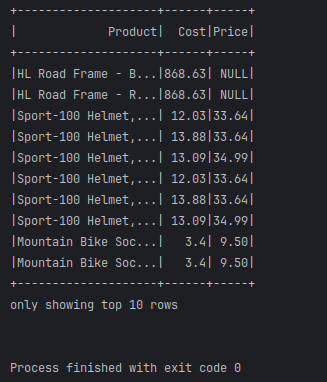 +--------------------+------+-----+
|             Product|  Cost|Price|
+--------------------+------+-----+
|HL Road Frame - B...|868.63| NULL|
|HL Road Frame - R...|868.63| NULL|
|Sport-100 Helmet,...| 12.03|33.64|
|Sport-100 Helmet,...| 13.88|33.64|
|Sport-100 Helmet,...| 13.09|34.99|
|Sport-100 Helmet,...| 12.03|33.64|
|Sport-100 Helmet,...| 13.88|33.64|
|Sport-100 Helmet,...| 13.09|34.99|
|Mountain Bike Soc...|   3.4| 9.50|
|Mountain Bike Soc...|   3.4| 9.50|
+--------------------+------+-----+
only showing top 10 rows
Process finished with exit code 0